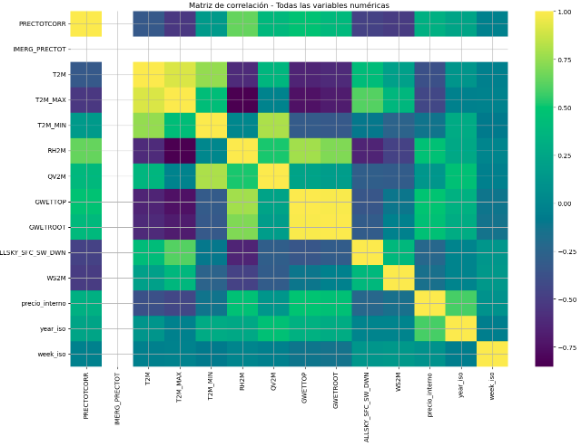 Matriz de correlación - Todas las variables numéricas
PRECTOTCORR
IMERG_PRECTOT
T2M
T2M_MAX
T2M_MIN
RH2M
QV2M
GWETTOP
GWETROOT
ALLSKY_SFC_SW_DWN
WS2M
precio_interno
year_iso
week_iso
PRECTOTCORR
IMERG_PRECTOT
T2M
T2M_MAX
T2M_MIN
RH2M
QV2M
GWETTOP
GWETROOT
ALLSKY_SFC_SW_DWN
WS2M
precio_interno
year_iso
week_iso
1.00
0.75
0.50
0.25
0.00
−0.25
−0.50
−0.75